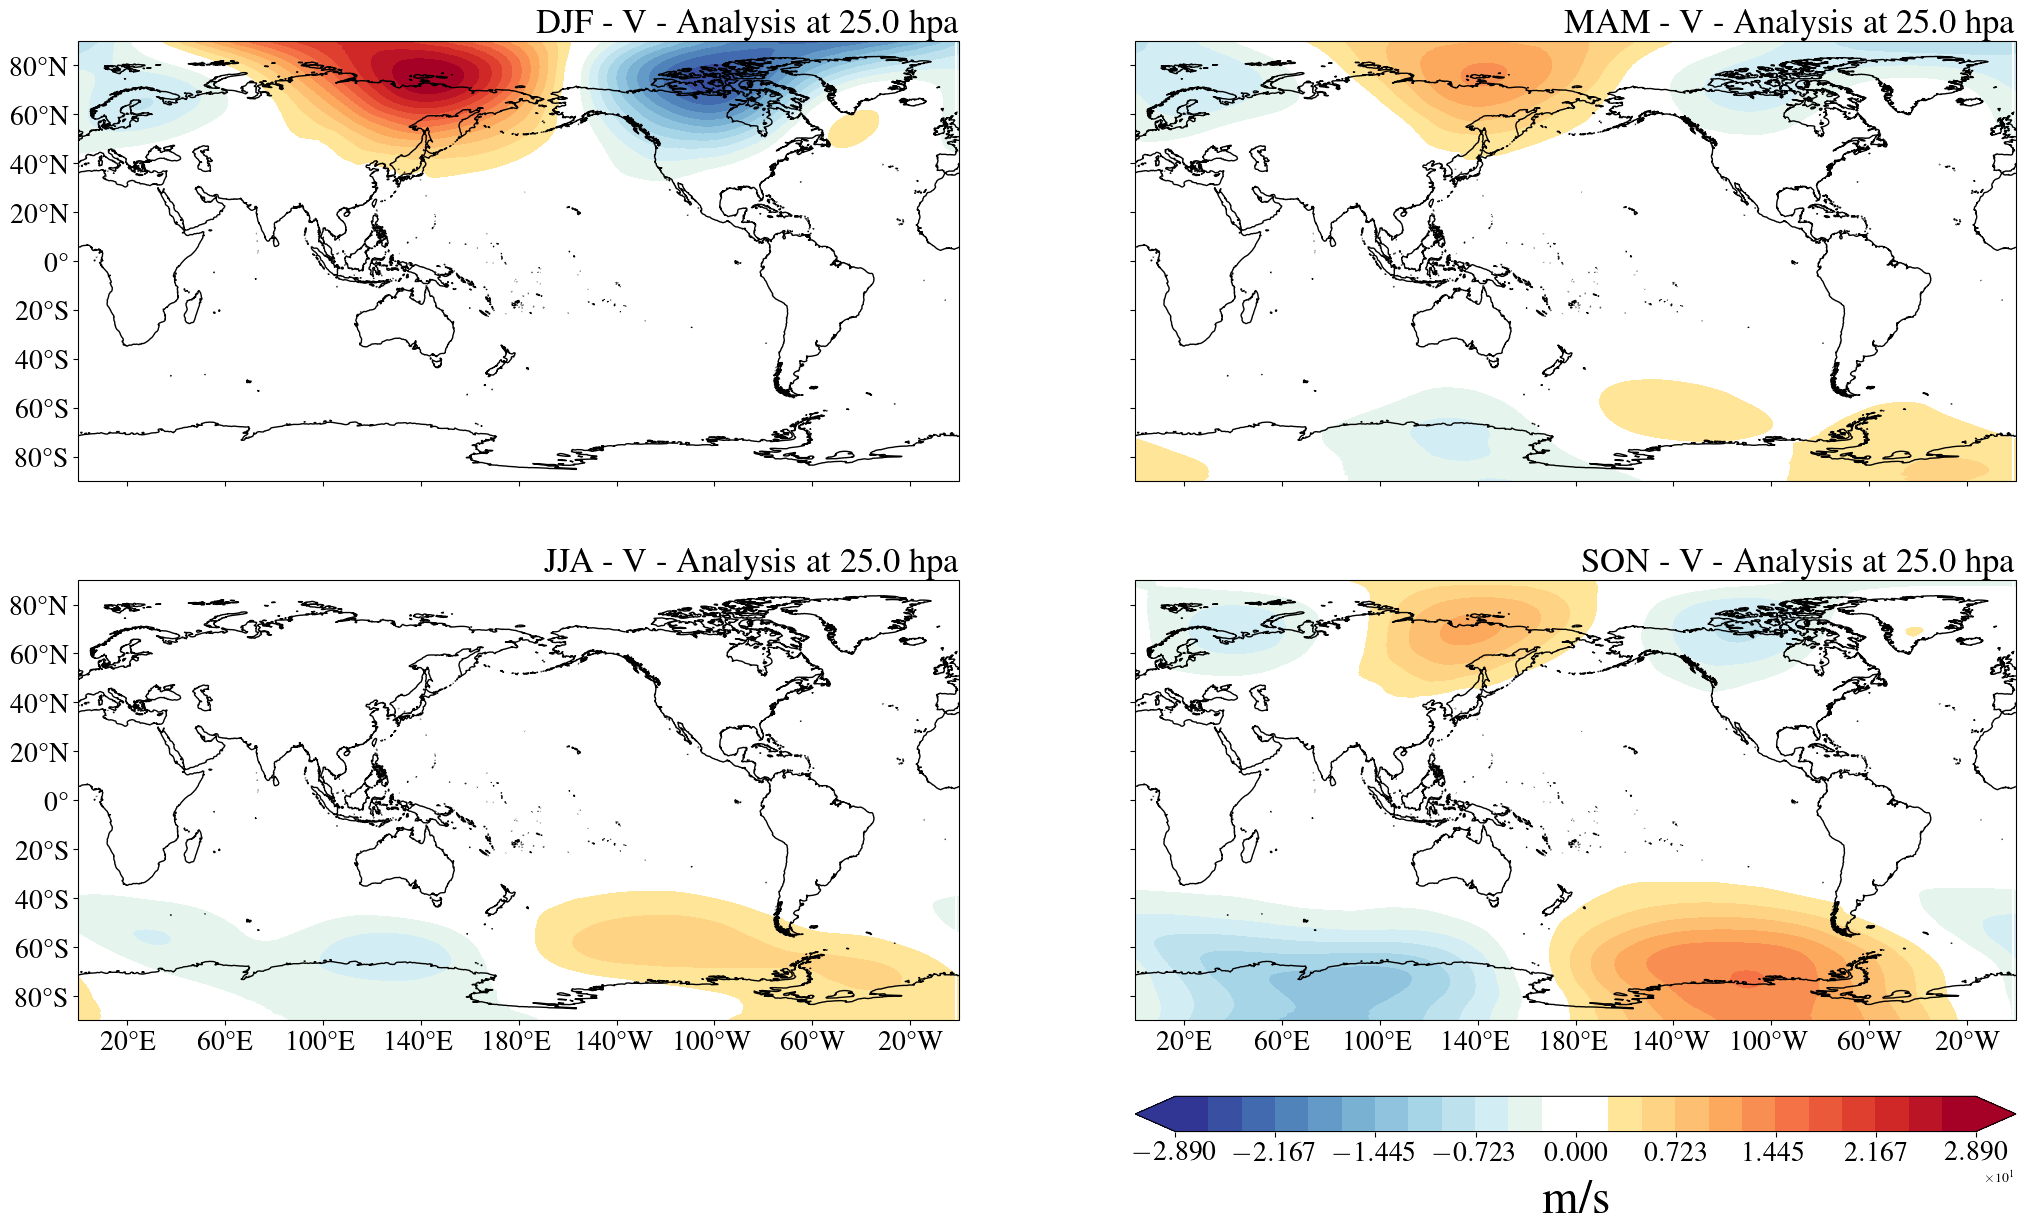 DJF - V - Analysis at 25.0 hpa
MAM - V - Analysis at 25.0 hpa
80°N
60°N
40°N
20°N
0°
20°S
40°S
60°S
80°S
JJA - V - Analysis at 25.0 hpa
SON - V - Analysis at 25.0 hpa
80°N
60°N
40°N
20°N
0°
20°S
40°S
60°S
80°S
20°E 60°E 100°E 140°E 180°E 140°W 100°W 60°W 20°W
20°E 60°E 100°E 140°E 180°E 140°W 100°W 60°W 20°W
−2.890 −2.167 −1.445 −0.723 0.000 0.723 1.445 2.167 2.890
×10¹
m/s